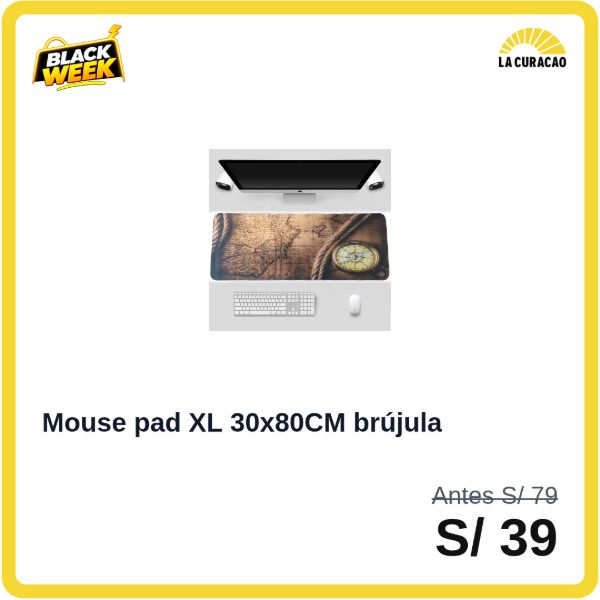 BLACK
WEEK
LA CURACAO
Mouse pad XL 30x80CM brújula
Antes S/ 79
S/ 39